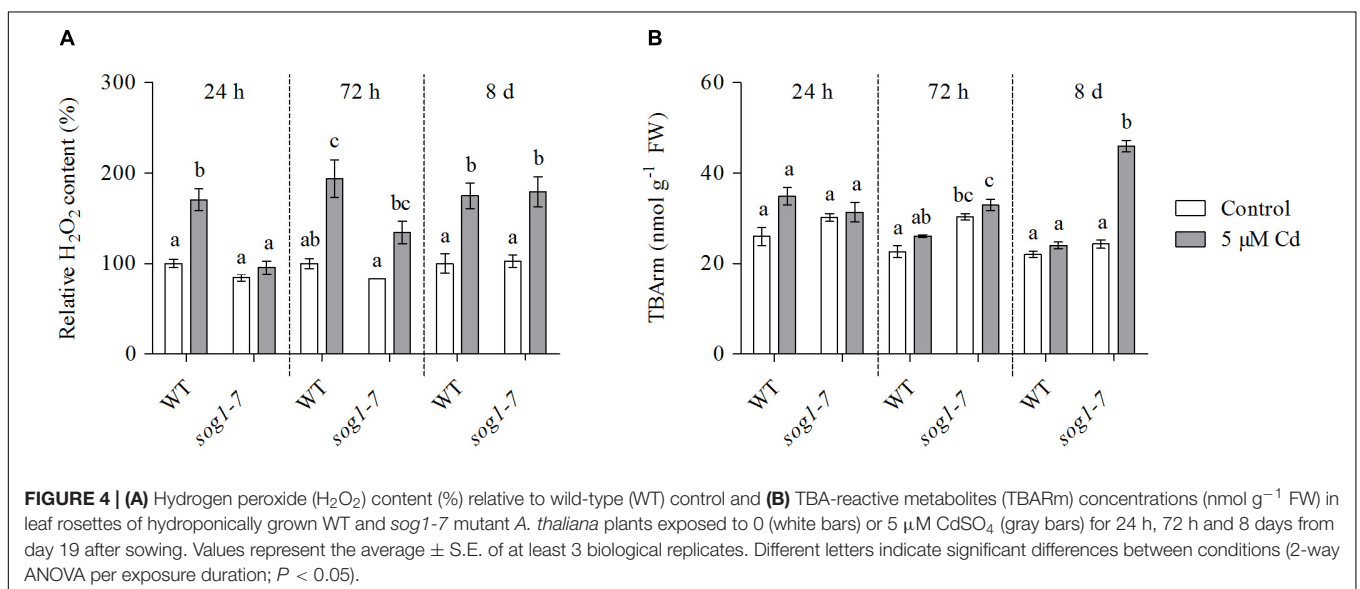 A
B
300
200
100
0
Relative H₂O₂ content (%)
24 h
72 h
8 d
a
b
a
a
ab
c
a
bc
a
b
a
b
WT
sog1-7
WT
sog1-7
WT
sog1-7
60
40
20
0
TBArm (nmol g⁻¹ FW)
24 h
72 h
8 d
a
a
a
a
a
ab
bc
c
a
a
a
b
WT
sog1-7
WT
sog1-7
WT
sog1-7
Control
5 μM Cd
FIGURE 4 | (A) Hydrogen peroxide (H₂O₂) content (%) relative to wild-type (WT) control and (B) TBA-reactive metabolites (TBARm) concentrations (nmol g⁻¹ FW) in
leaf rosettes of hydroponically grown WT and sog1-7 mutant A. thaliana plants exposed to 0 (white bars) or 5 μM CdSO₄ (gray bars) for 24 h, 72 h and 8 days from
day 19 after sowing. Values represent the average ± S.E. of at least 3 biological replicates. Different letters indicate significant differences between conditions (2-way
ANOVA per exposure duration; P < 0.05).